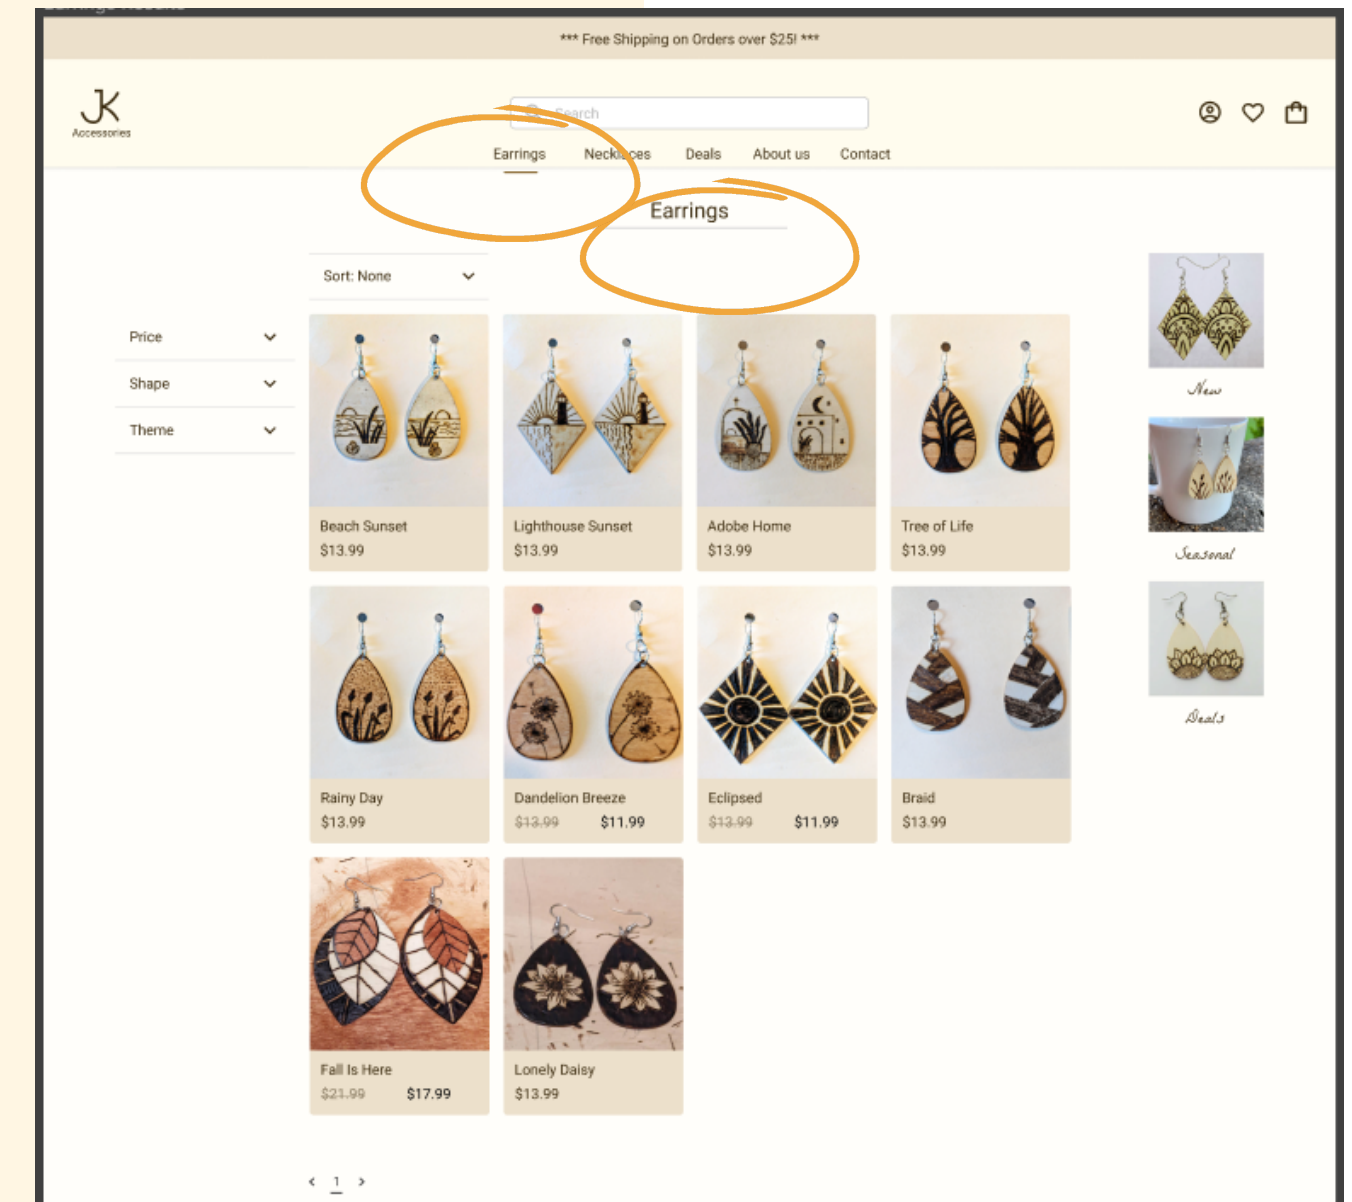 *** Free Shipping on Orders over $25! ***
JK
Accessories
Search
Earrings Necklaces Deals About us Contact
Earrings
Sort: None
Price
Shape
Theme
Beach Sunset
$13.99
Lighthouse Sunset
$13.99
Adobe Home
$13.99
Tree of Life
$13.99
Rainy Day
$13.99
Dandelion Breeze
$13.99 $11.99
Eclipsed
$13.99 $11.99
Braid
$13.99
Fall Is Here
$21.99 $17.99
Lonely Daisy
$13.99
New
Seasonal
Deals
< 1 >